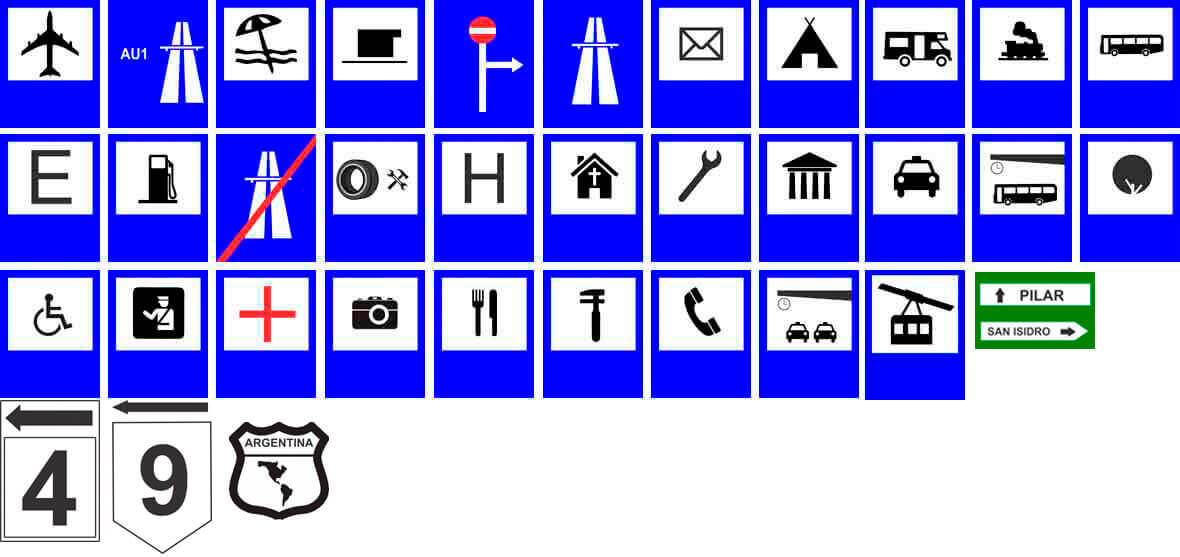 AU1
E
H
PILAR
SAN ISIDRO
4
9
ARGENTINA